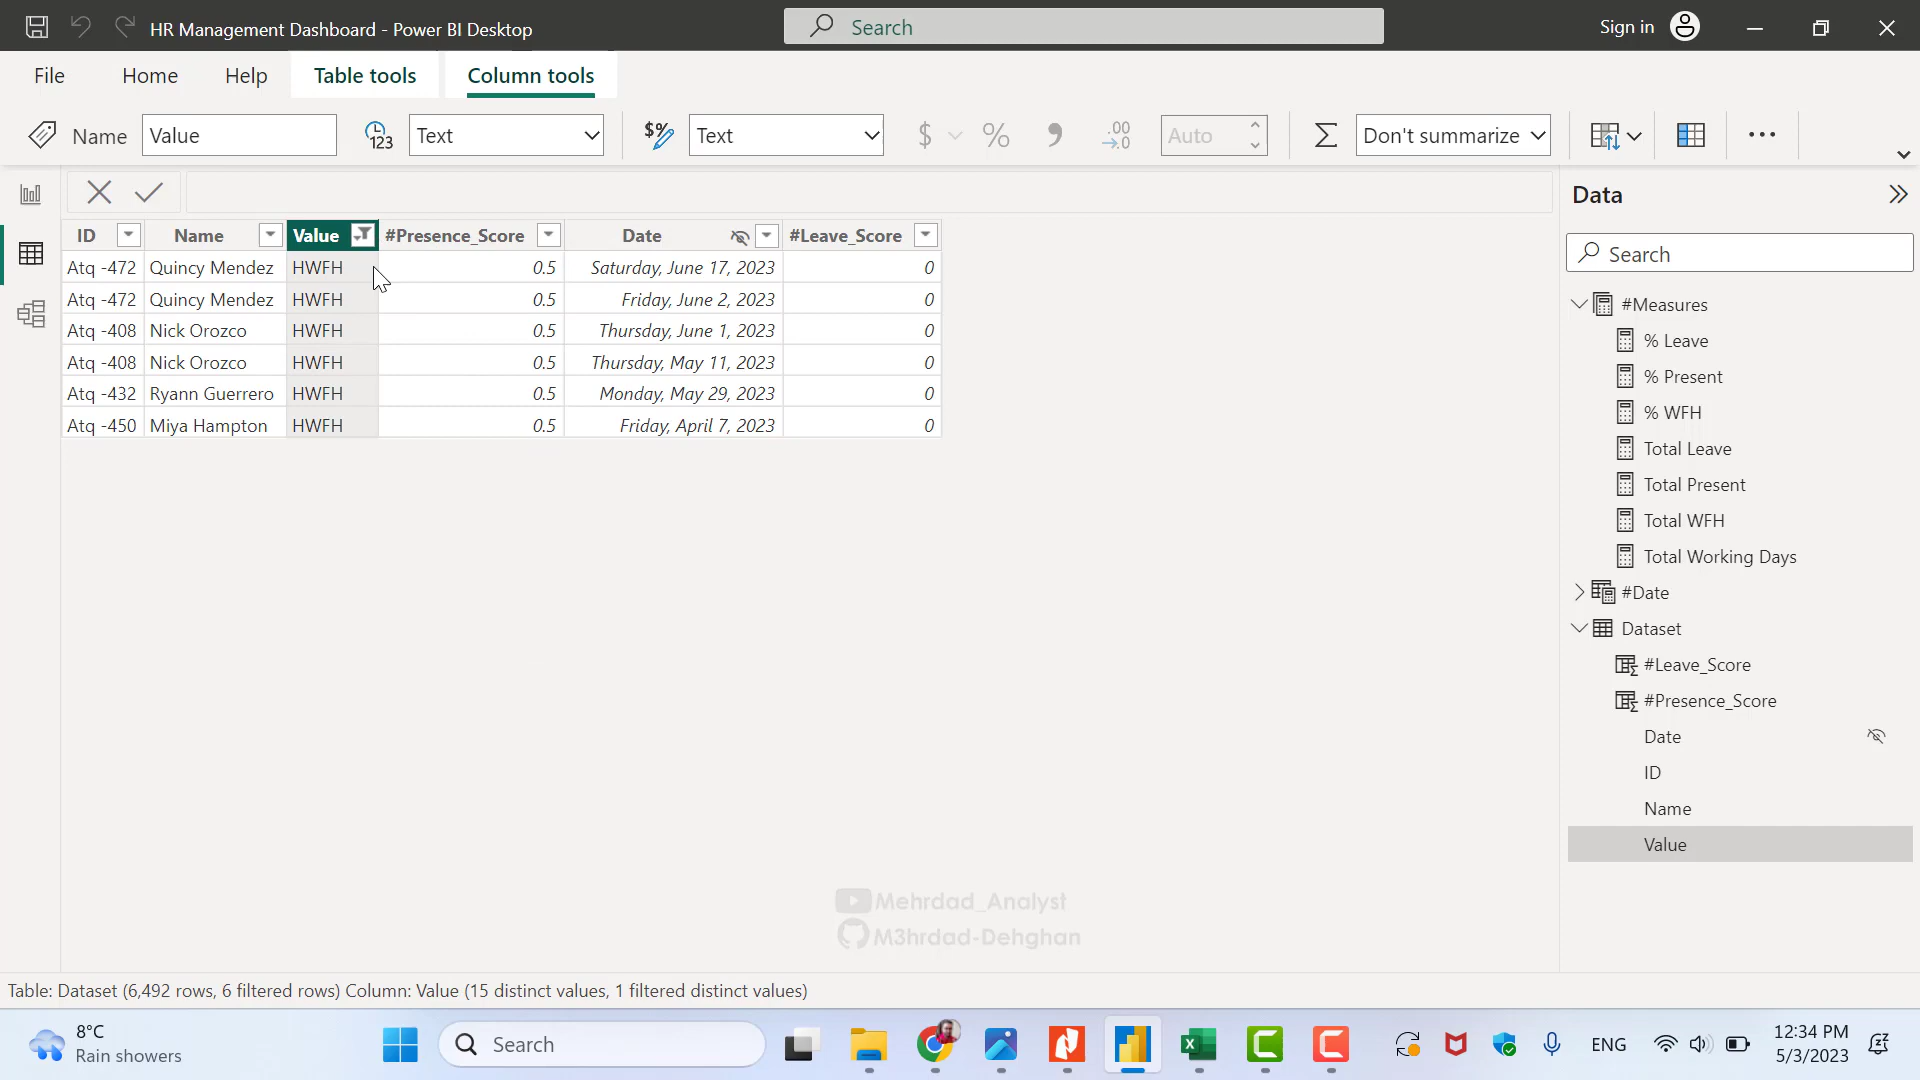 HR Management Dashboard - Power BI Desktop
Search
Sign in
File
Home
Help
Table tools
Column tools
Name
Value
Text
Text
$
%
Auto
Don't summarize
Data
Search
ID Name Value #Presence_Score Date #Leave_Score
Atq -472 Quincy Mendez HWFH 0.5 Saturday, June 17, 2023 0
Atq -472 Quincy Mendez HWFH 0.5 Friday, June 2, 2023 0
Atq -408 Nick Orozco HWFH 0.5 Thursday, June 1, 2023 0
Atq -408 Nick Orozco HWFH 0.5 Thursday, May 11, 2023 0
Atq -432 Ryann Guerrero HWFH 0.5 Monday, May 29, 2023 0
Atq -450 Miya Hampton HWFH 0.5 Friday, April 7, 2023 0
#Measures
% Leave
% Present
% WFH
Total Leave
Total Present
Total WFH
Total Working Days
#Date
Dataset
#Leave_Score
#Presence_Score
Date
ID
Name
Value
Mehrdad_Analyst
M3hrdad-Dehghan
Table: Dataset (6,492 rows, 6 filtered rows) Column: Value (15 distinct values, 1 filtered distinct values)
8°C
Rain showers
Search
ENG
12:34 PM
5/3/2023